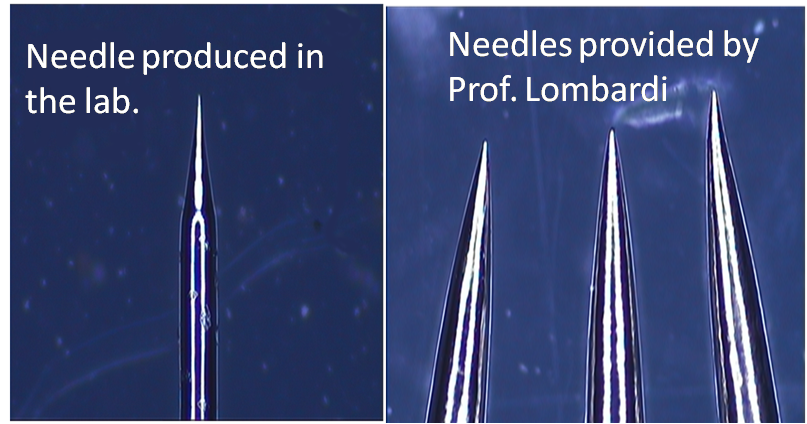 Needle produced in
the lab.
Needles provided by
Prof. Lombardi